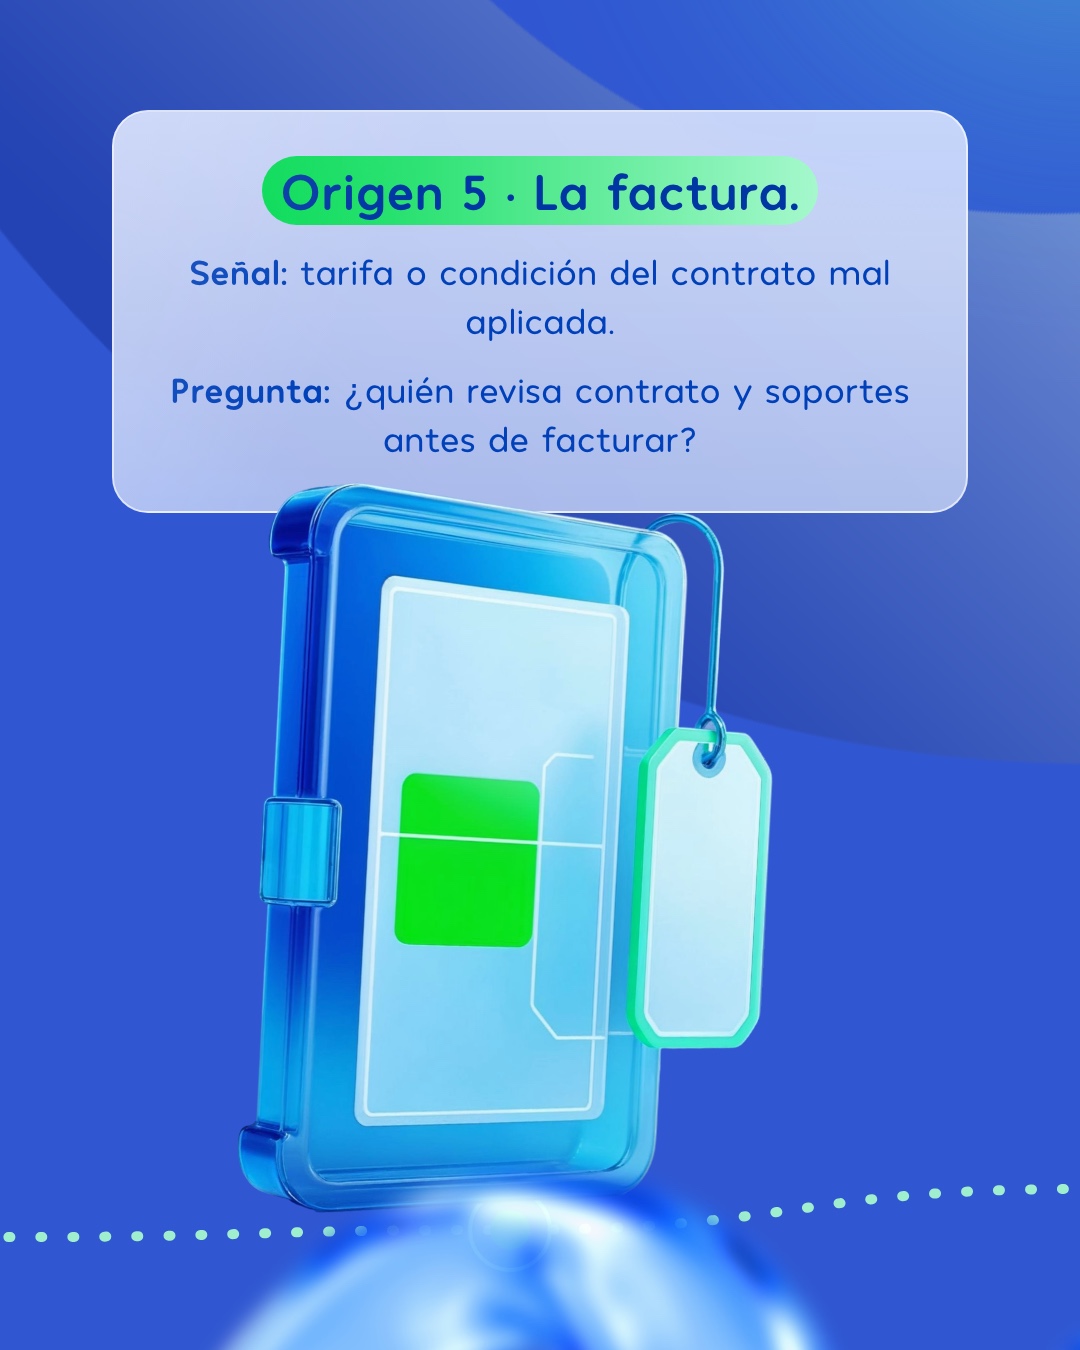 Origen 5 · La factura.
Señal: tarifa o condición del contrato mal
aplicada.
Pregunta: ¿quién revisa contrato y soportes
antes de facturar?